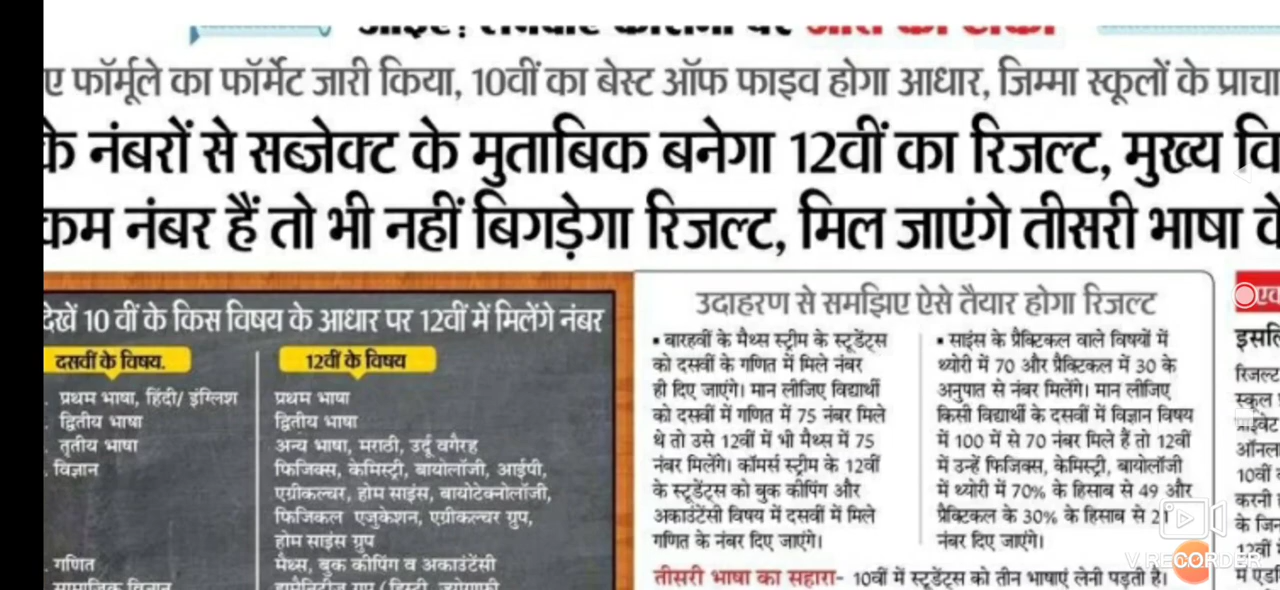 ए फॉर्मूले का फॉर्मेट जारी किया, 10वीं का बेस्ट ऑफ फाइव होगा आधार, जिम्मा स्कूलों के प्राचा
के नंबरों से सब्जेक्ट के मुताबिक बनेगा 12वीं का रिजल्ट, मुख्य वि
कम नंबर हैं तो भी नहीं बिगड़ेगा रिजल्ट, मिल जाएंगे तीसरी भाषा के
देखें 10 वीं के किस विषय के आधार पर 12वीं में मिलेंगे नंबर
दसवीं के विषय.
12वीं के विषय
प्रथम भाषा, हिंदी/ इंग्लिश
प्रथम भाषा
द्वितीय भाषा
द्वितीय भाषा
तृतीय भाषा
अन्य भाषा, मराठी, उर्दू वगैरह
विज्ञान
फिजिक्स, केमिस्ट्री, बायोलॉजी, आईपी,
एग्रीकल्चर, होम साइंस, बायोटेक्नोलॉजी,
फिजिकल एजुकेशन, एग्रीकल्चर ग्रुप,
होम साइंस ग्रुप
गणित
मैथ्स, बुक कीपिंग व अकाउंटेंसी
उदाहरण से समझिए ऐसे तैयार होगा रिजल्ट
▪ बारहवीं के मैथ्स स्ट्रीम के स्टूडेंट्स
को दसवीं के गणित में मिले नंबर
ही दिए जाएंगे। मान लीजिए विद्यार्थी
को दसवीं में गणित में 75 नंबर मिले
थे तो उसे 12वीं में भी मैथ्स में 75
नंबर मिलेंगे। कॉमर्स स्ट्रीम के 12वीं
के स्टूडेंट्स को बुक कीपिंग और
अकाउंटेंसी विषय में दसवीं में मिले
गणित के नंबर दिए जाएंगे।
▪ साइंस के प्रैक्टिकल वाले विषयों में
थ्योरी में 70 और प्रैक्टिकल में 30 के
अनुपात से नंबर मिलेंगे। मान लीजिए
किसी विद्यार्थी के दसवीं में विज्ञान विषय
में 100 में से 70 नंबर मिले हैं तो 12वीं
में उन्हें फिजिक्स, केमिस्ट्री, बायोलॉजी
में थ्योरी में 70% के हिसाब से 49 और
प्रैक्टिकल के 30% के हिसाब से 21
नंबर दिए जाएंगे।
तीसरी भाषा का सहारा- 10वीं में स्टूडेंट्स को तीन भाषाएं लेनी पड़ती है।
रिजल्ट
स्कूल
10वीं
करनी
के जिन
12वीं
V RECORDER